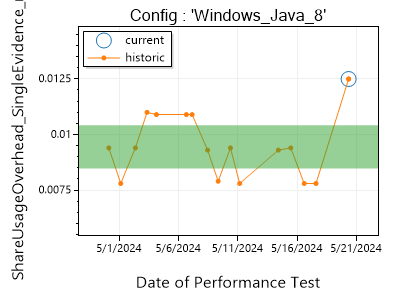 Config : 'Windows_Java_8'
current
historic
ShareUsageOverhead_SingleEvidence_
0.0125
0.01
0.0075
5/1/2024
5/6/2024
5/11/2024
5/16/2024
5/21/2024
Date of Performance Test